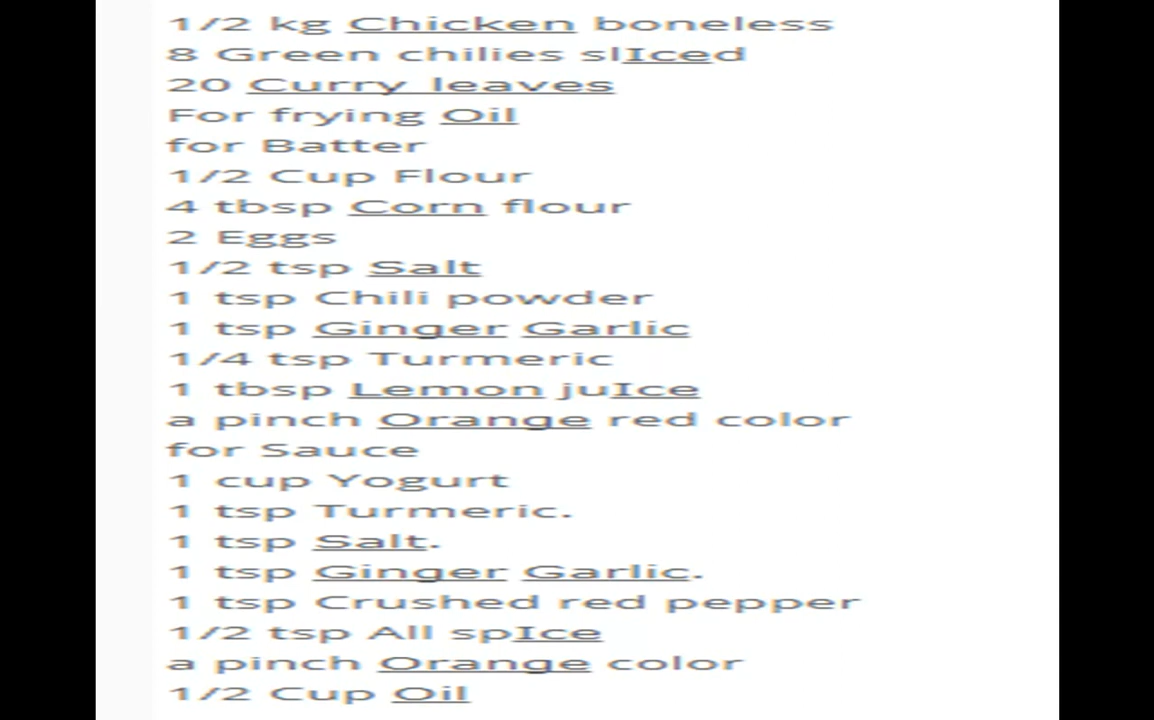 1/2 kg Chicken boneless
8 Green chilies slIced
20 Curry leaves
For frying Oil
for Batter
1/2 Cup Flour
4 tbsp Corn flour
2 Eggs
1/2 tsp Salt
1 tsp Chili powder
1 tsp Ginger Garlic
1/4 tsp Turmeric
1 tbsp Lemon juIce
a pinch Orange red color
for Sauce
1 cup Yogurt
1 tsp Turmeric.
1 tsp Salt.
1 tsp Ginger Garlic.
1 tsp Crushed red pepper
1/2 tsp All spIce
a pinch Orange color
1/2 Cup Oil